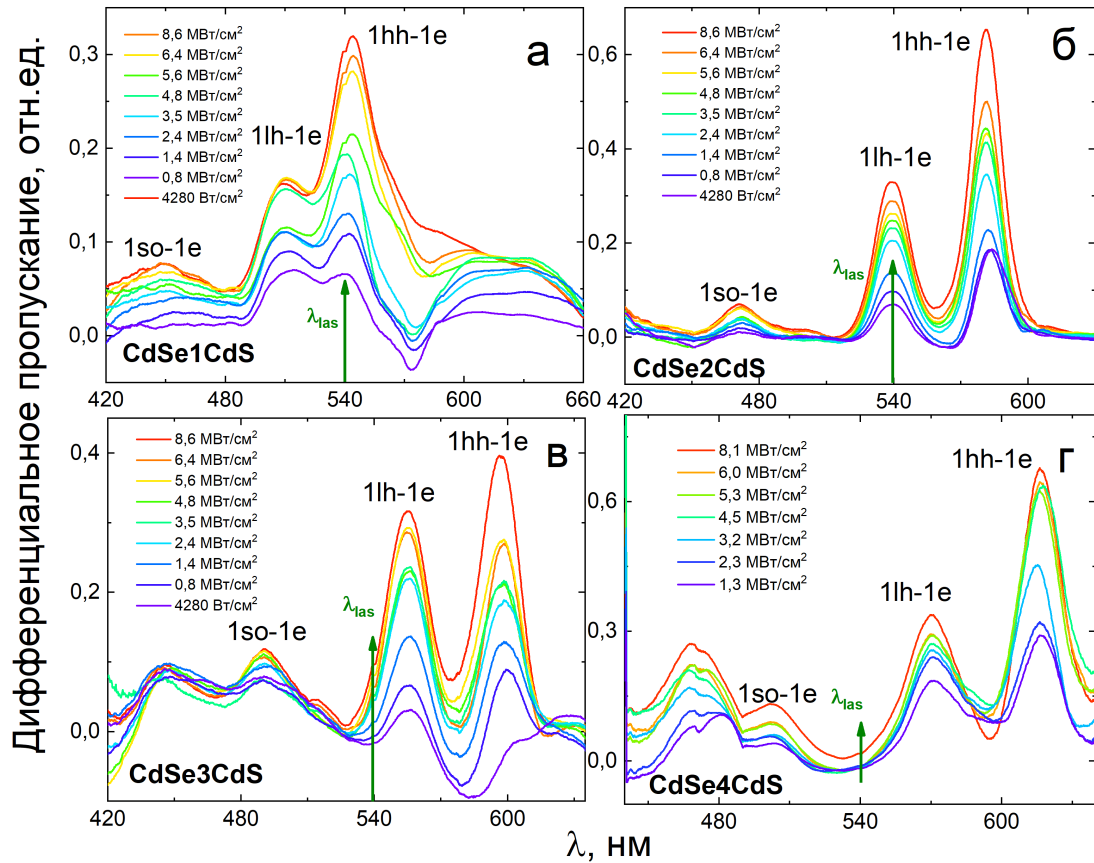 Дифференциальное пропускание, отн.ед.
а
0,3
0,2
0,1
0,0
8,6 МВт/см²
6,4 МВт/см²
5,6 МВт/см²
4,8 МВт/см²
3,5 МВт/см²
2,4 МВт/см²
1,4 МВт/см²
0,8 МВт/см²
4280 Вт/см²
1hh-1e
1lh-1e
1so-1e
λlas
CdSe1CdS
420 480 540 600 660
б
0,6
0,4
0,2
0,0
8,6 МВт/см²
6,4 МВт/см²
5,6 МВт/см²
4,8 МВт/см²
3,5 МВт/см²
2,4 МВт/см²
1,4 МВт/см²
0,8 МВт/см²
4280 Вт/см²
1hh-1e
1lh-1e
1so-1e
λlas
CdSe2CdS
420 480 540 600
в
0,4
0,2
0,0
8,6 МВт/см²
6,4 МВт/см²
5,6 МВт/см²
4,8 МВт/см²
3,5 МВт/см²
2,4 МВт/см²
1,4 МВт/см²
0,8 МВт/см²
4280 Вт/см²
1hh-1e
1lh-1e
1so-1e
λlas
CdSe3CdS
420 480 540 600
г
0,6
0,3
0,0
8,1 МВт/см²
6,0 МВт/см²
5,3 МВт/см²
4,5 МВт/см²
3,2 МВт/см²
2,3 МВт/см²
1,3 МВт/см²
1hh-1e
1lh-1e
1so-1e
λlas
CdSe4CdS
480 540 600
λ, нм